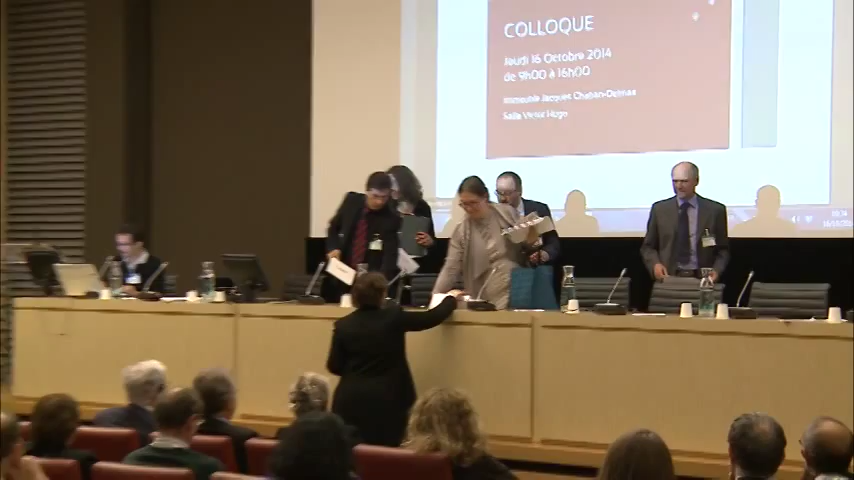 COLLOQUE
Jeudi 16 Octobre 2014
de 9h00 à 16h00
Immeuble Jacques Chaban-Delmas
Salle Victor Hugo